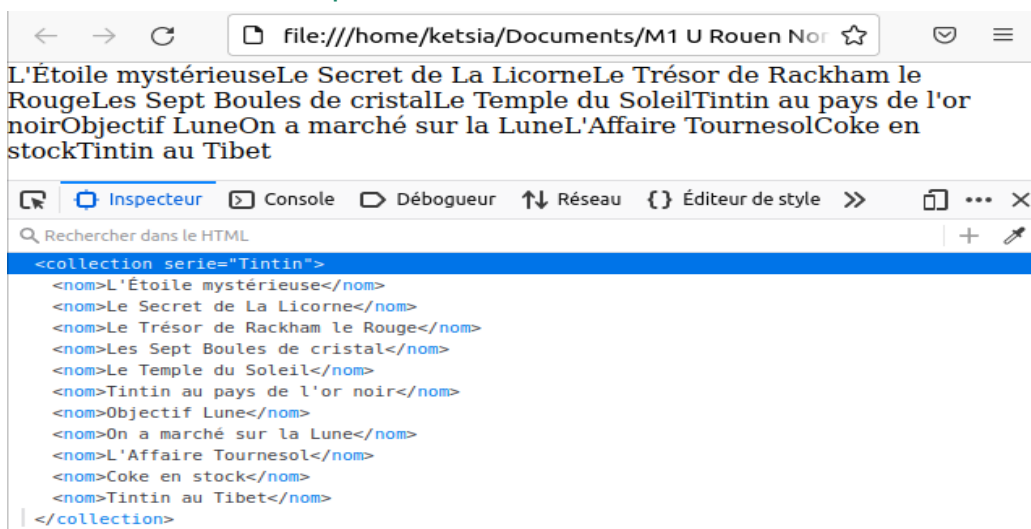 file:///home/ketsia/Documents/M1 U Rouen Nor
L'Étoile mystérieuseLe Secret de La LicorneLe Trésor de Rackham le
RougeLes Sept Boules de cristalLe Temple du SoleilTintin au pays de l'or
noirObjectif LuneOn a marché sur la LuneL'Affaire TournesolCoke en
stockTintin au Tibet
Inspecteur Console Débogueur Réseau {} Éditeur de style
Rechercher dans le HTML
<collection serie="Tintin">
<nom>L'Étoile mystérieuse</nom>
<nom>Le Secret de La Licorne</nom>
<nom>Le Trésor de Rackham le Rouge</nom>
<nom>Les Sept Boules de cristal</nom>
<nom>Le Temple du Soleil</nom>
<nom>Tintin au pays de l'or noir</nom>
<nom>Objectif Lune</nom>
<nom>On a marché sur la Lune</nom>
<nom>L'Affaire Tournesol</nom>
<nom>Coke en stock</nom>
<nom>Tintin au Tibet</nom>
</collection>